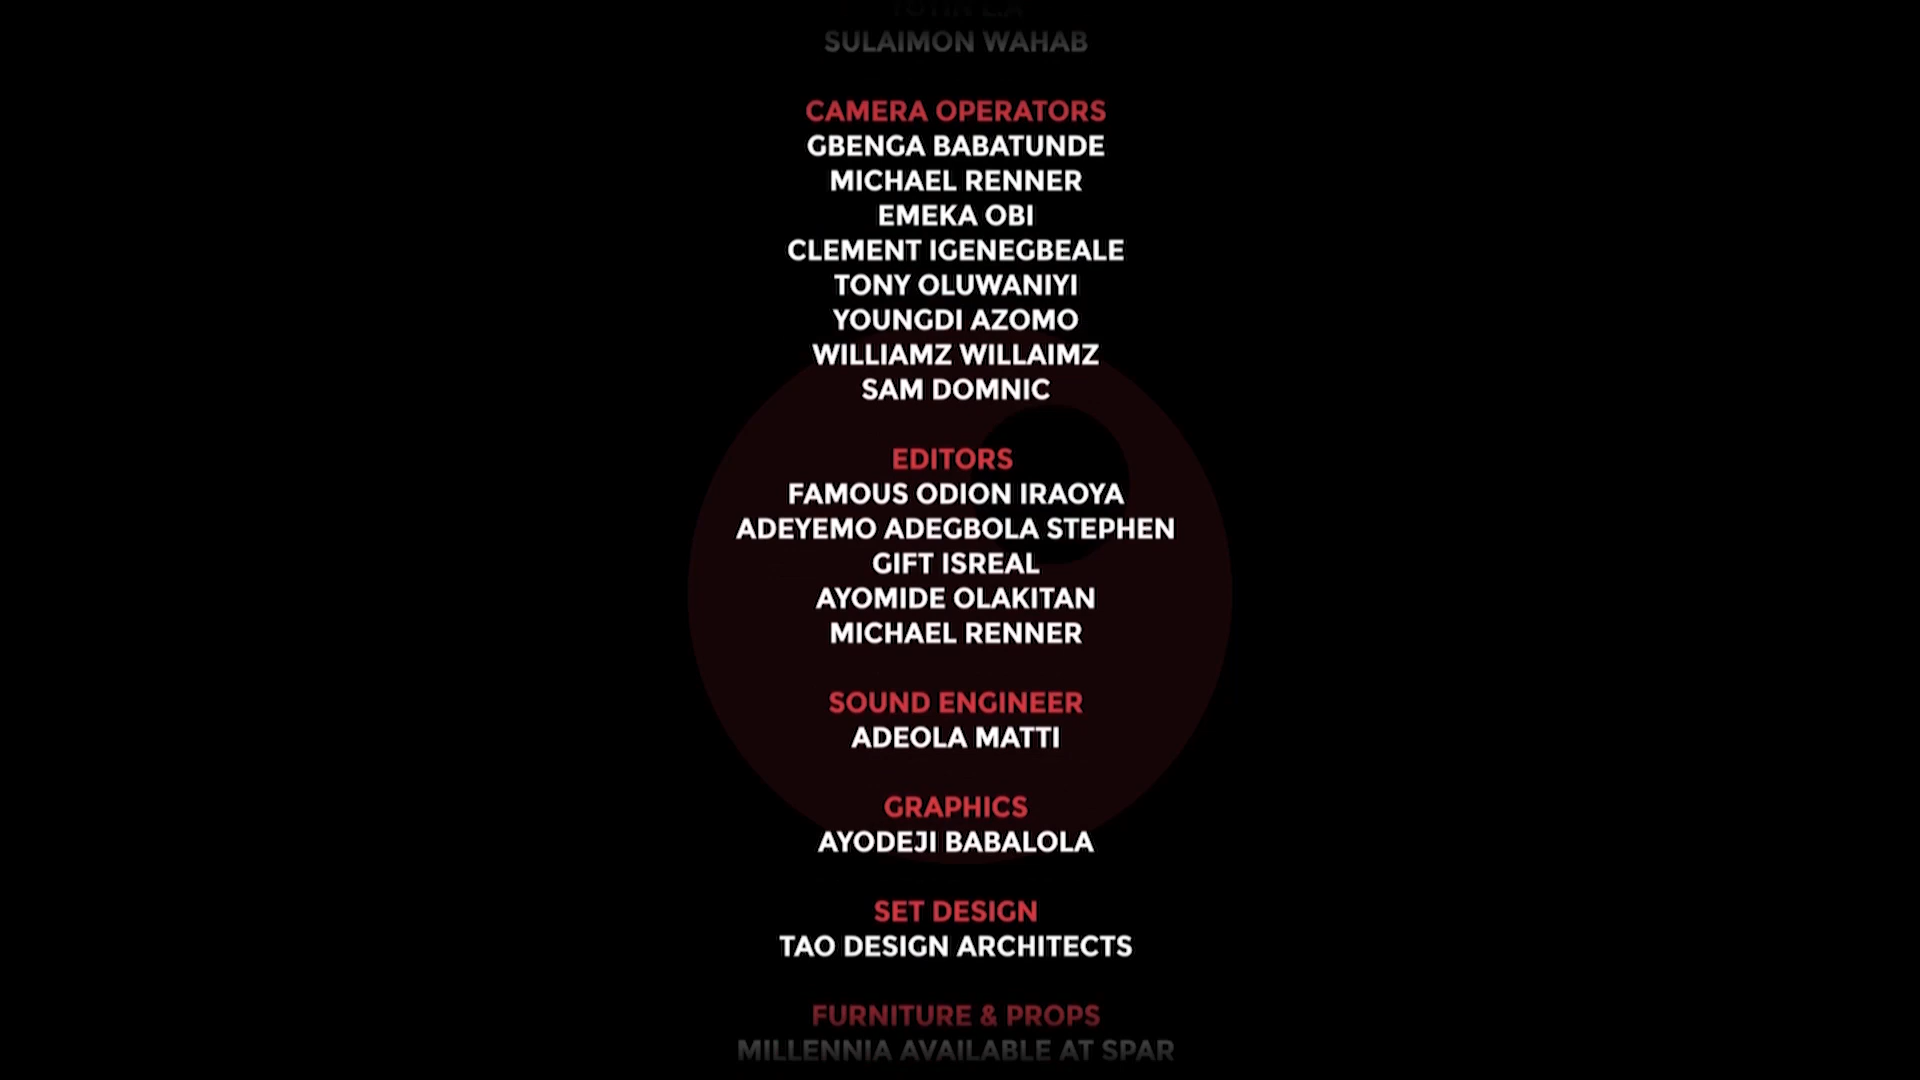 SULAIMON WAHAB
CAMERA OPERATORS
GBENGA BABATUNDE
MICHAEL RENNER
EMEKA OBI
CLEMENT IGENEGBEALE
TONY OLUWANIYI
YOUNGDI AZOMO
WILLIAMZ WILLAIMZ
SAM DOMNIC
EDITORS
FAMOUS ODION IRAOYA
ADEYEMO ADEGBOLA STEPHEN
GIFT ISREAL
AYOMIDE OLAKITAN
MICHAEL RENNER
SOUND ENGINEER
ADEOLA MATTI
GRAPHICS
AYODEJI BABALOLA
SET DESIGN
TAO DESIGN ARCHITECTS
FURNITURE & PROPS
MILLENNIA AVAILABLE AT SPAR